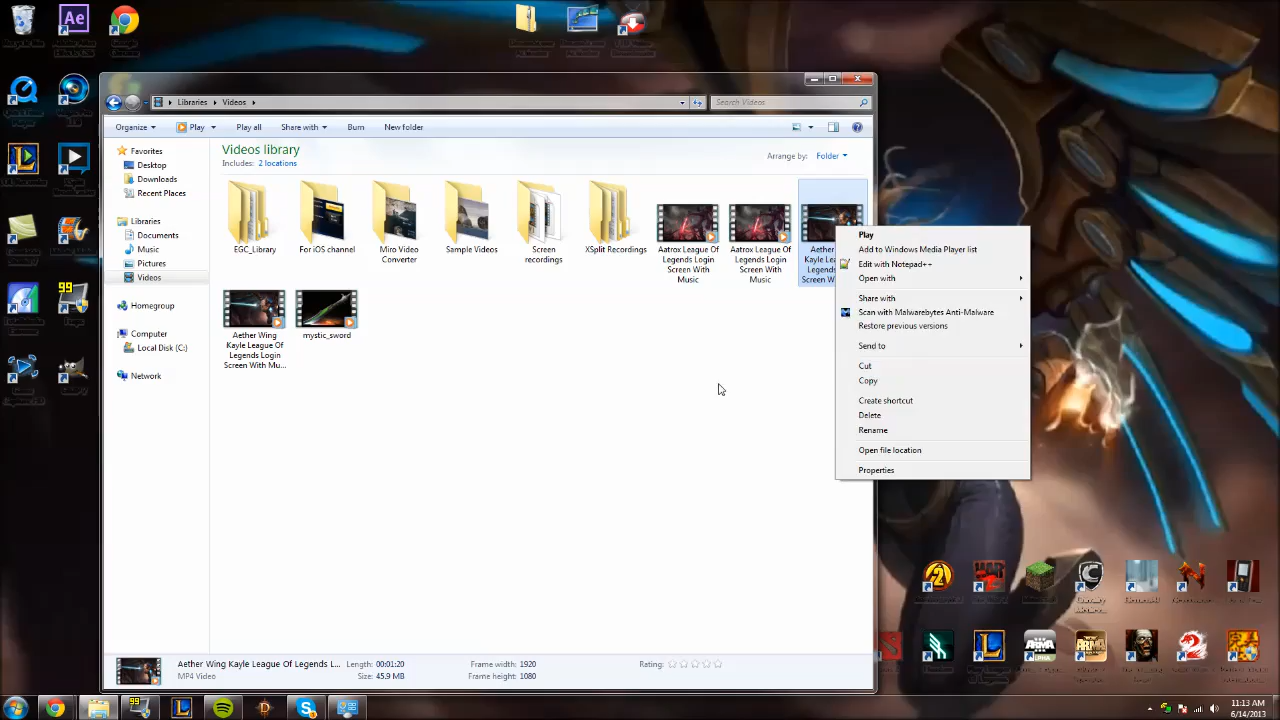 Ae
Libraries
Videos
Search Videos
Organize
Play
Play all
Share with
Burn
New folder
Favorites
Desktop
Downloads
Recent Places
Libraries
Documents
Music
Pictures
Videos
Homegroup
Computer
Local Disk (C:)
Network
Videos library
Includes: 2 locations
Arrange by: Folder
EGC_Library
For iOS channel
Miro Video
Converter
Sample Videos
Screen
recordings
XSplit Recordings
Aatrox League Of
Legends Login
Screen With
Music
Aatrox League Of
Legends Login
Screen With
Music
Aether
Kayle
Legends
Screen
Aether Wing
Kayle League Of
Legends Login
Screen With Mu...
mystic_sword
Play
Add to Windows Media Player list
Edit with Notepad++
Open with
Share with
Scan with Malwarebytes Anti-Malware
Restore previous versions
Send to
Cut
Copy
Create shortcut
Delete
Rename
Open file location
Properties
99
Aether Wing Kayle League Of Legends L...
MP4 Video
Length: 00:01:20
Size: 45.9 MB
Frame width: 1920
Frame height: 1080
Rating:
ARMA
ALPHA
99
11:13 AM
6/14/2013